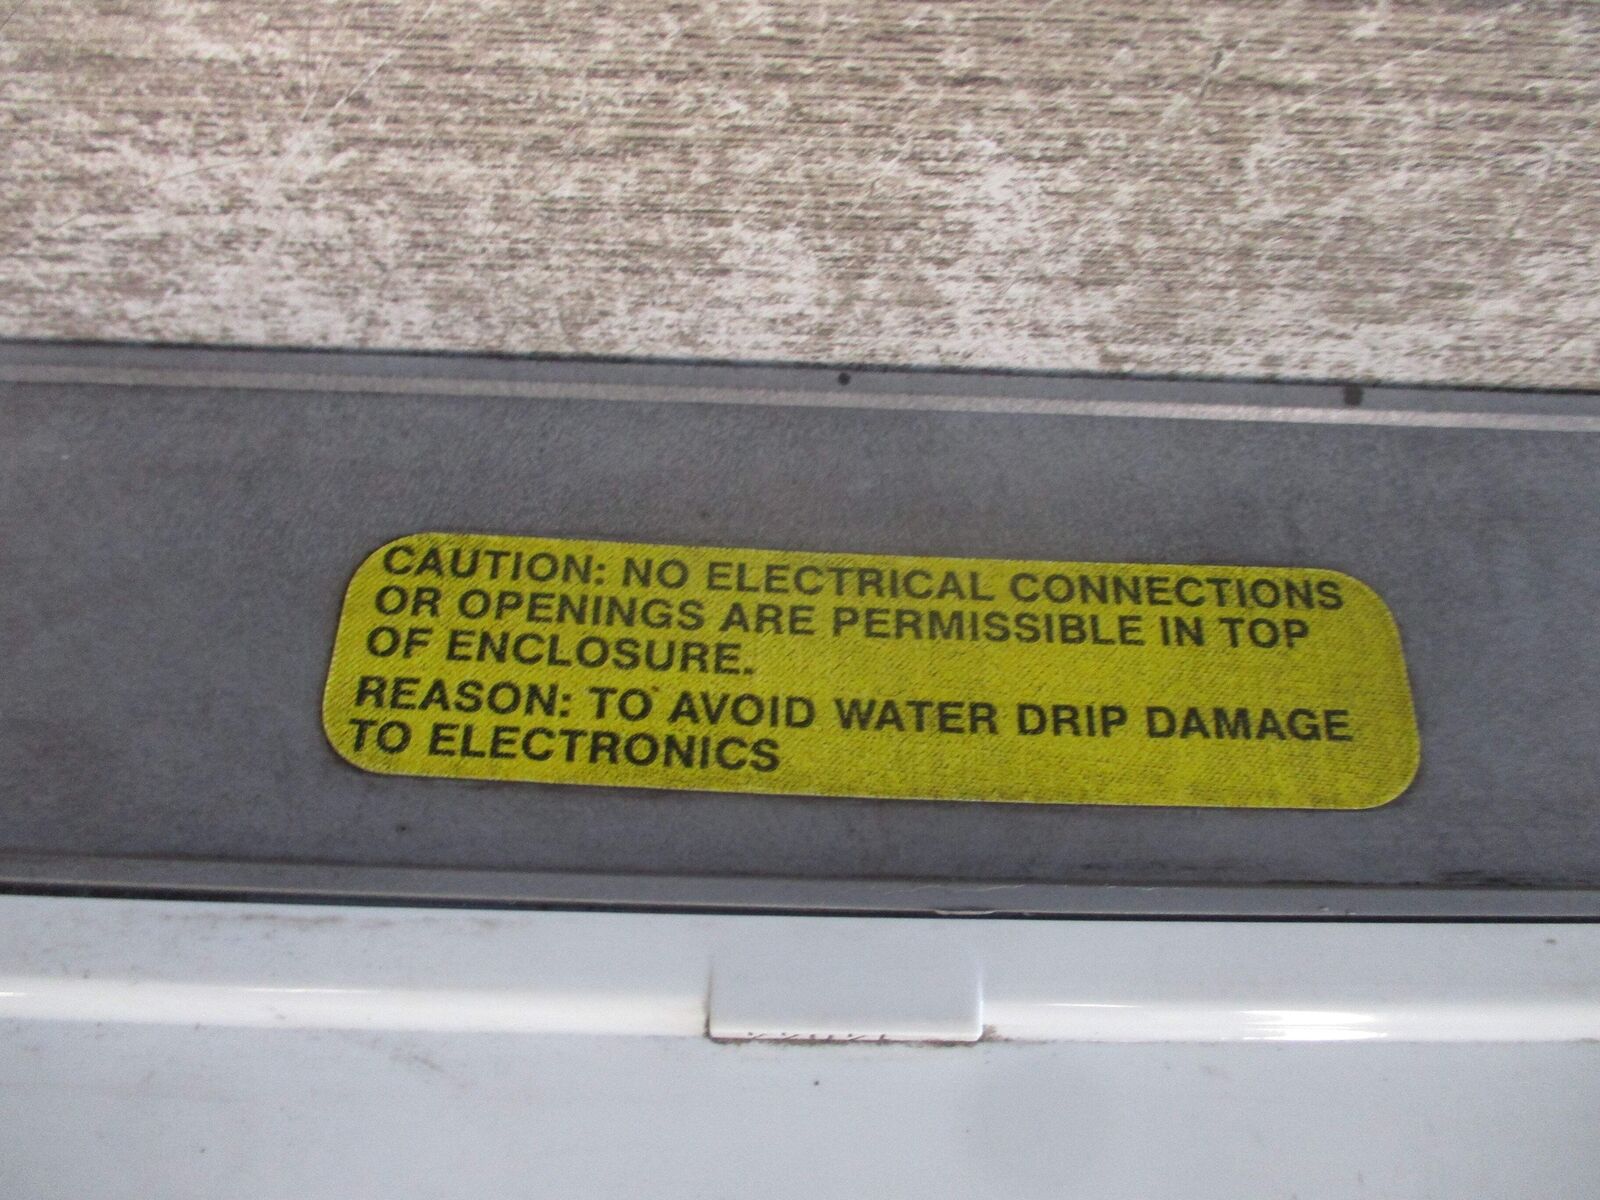 CAUTION: NO ELECTRICAL CONNECTIONS
OR OPENINGS ARE PERMISSIBLE IN TOP
OF ENCLOSURE.
REASON: TO AVOID WATER DRIP DAMAGE
TO ELECTRONICS